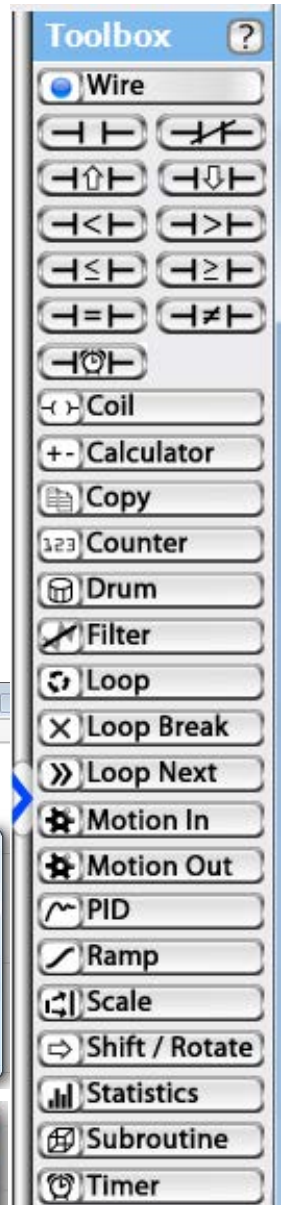 Toolbox ?
Wire
<
>
≤
≥
=
≠
Coil
+- Calculator
Copy
123 Counter
Drum
Filter
Loop
Loop Break
Loop Next
Motion In
Motion Out
PID
Ramp
Scale
Shift / Rotate
Statistics
Subroutine
Timer